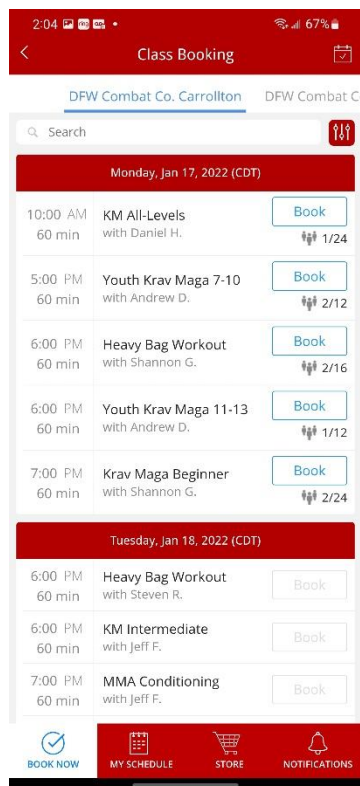 2:04 67%
Class Booking
DFW Combat Co. Carrollton DFW Combat C
Search
Monday, Jan 17, 2022 (CDT)
10:00 AM KM All-Levels Book
60 min with Daniel H. 1/24
5:00 PM Youth Krav Maga 7-10 Book
60 min with Andrew D. 2/12
6:00 PM Heavy Bag Workout Book
60 min with Shannon G. 2/16
6:00 PM Youth Krav Maga 11-13 Book
60 min with Andrew D. 1/12
7:00 PM Krav Maga Beginner Book
60 min with Shannon G. 2/24
Tuesday, Jan 18, 2022 (CDT)
6:00 PM Heavy Bag Workout Book
60 min with Steven R.
6:00 PM KM Intermediate Book
60 min with Jeff F.
7:00 PM MMA Conditioning Book
60 min with Jeff F.
BOOK NOW MY SCHEDULE STORE NOTIFICATIONS